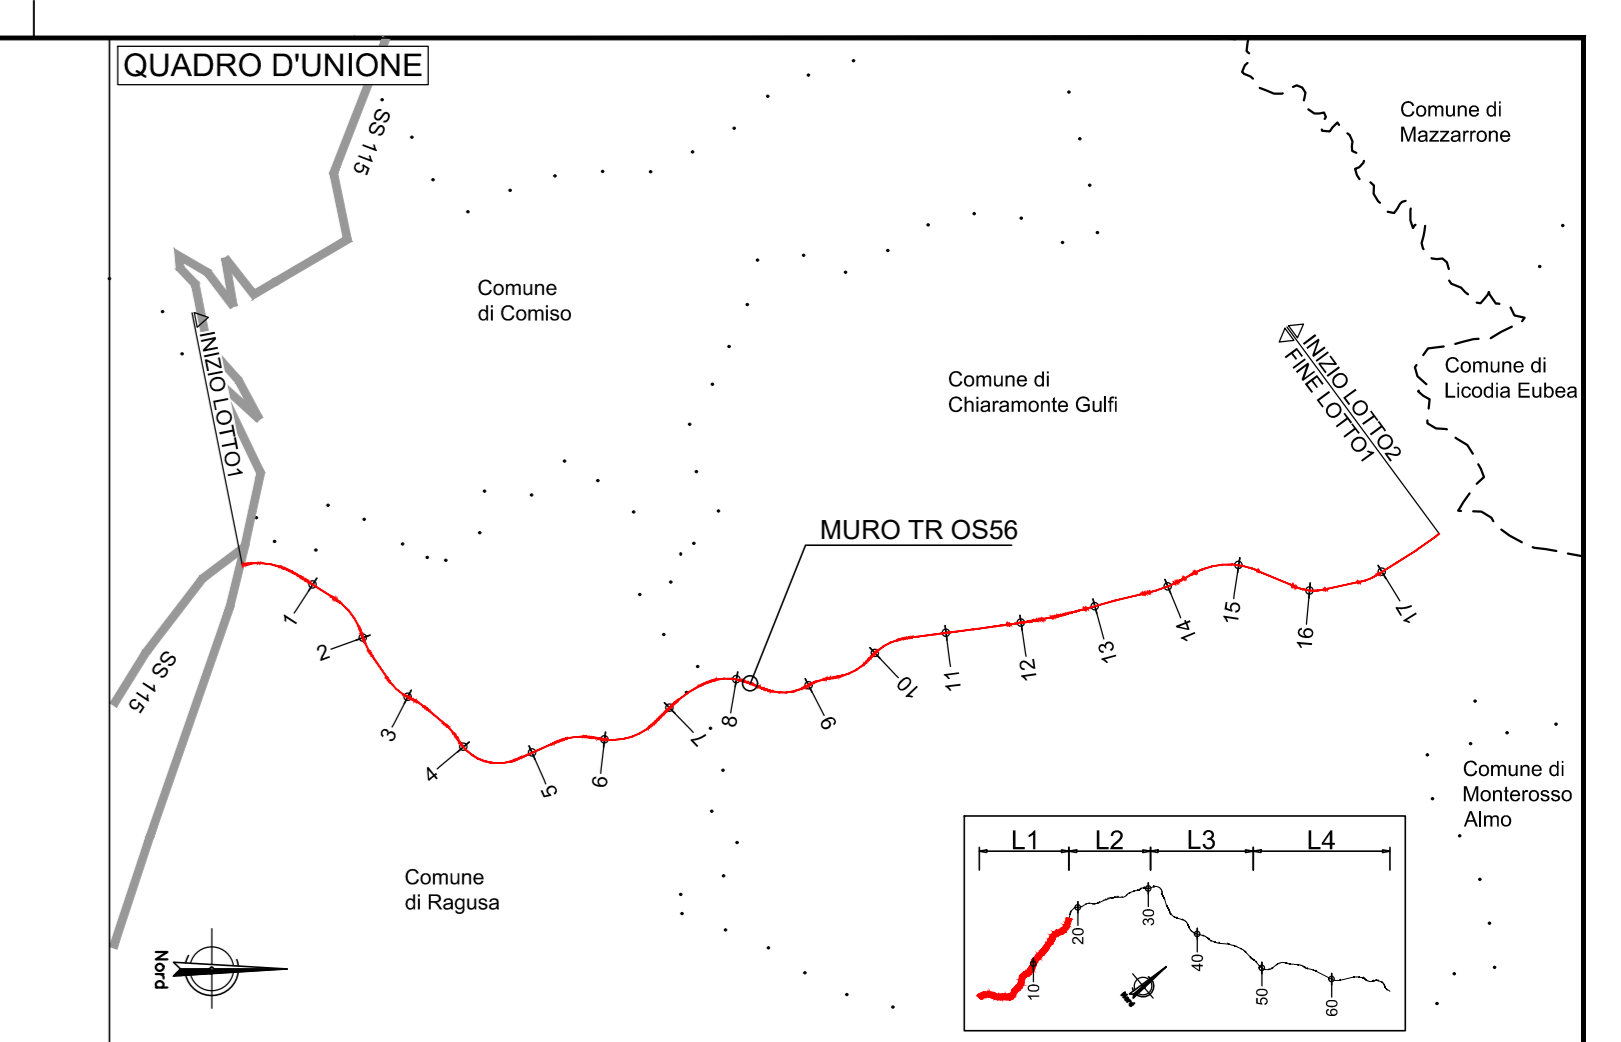 QUADRO D'UNIONE
SS 115
Comune di
Mazzarrone
Comune
di Comiso
INIZIO LOTTO1
INIZIO LOTTO2
FINE LOTTO1
Comune di
Licodia Eubea
Comune di
Chiaramonte Gulfi
MURO TR OS56
1
2
3
4
5
6
7
8
9
10
11
12
13
14
15
16
17
SS 115
Comune di
Monterosso
Almo
Comune
di Ragusa
Nord
L1 L2 L3 L4
10
20
30
40
50
60